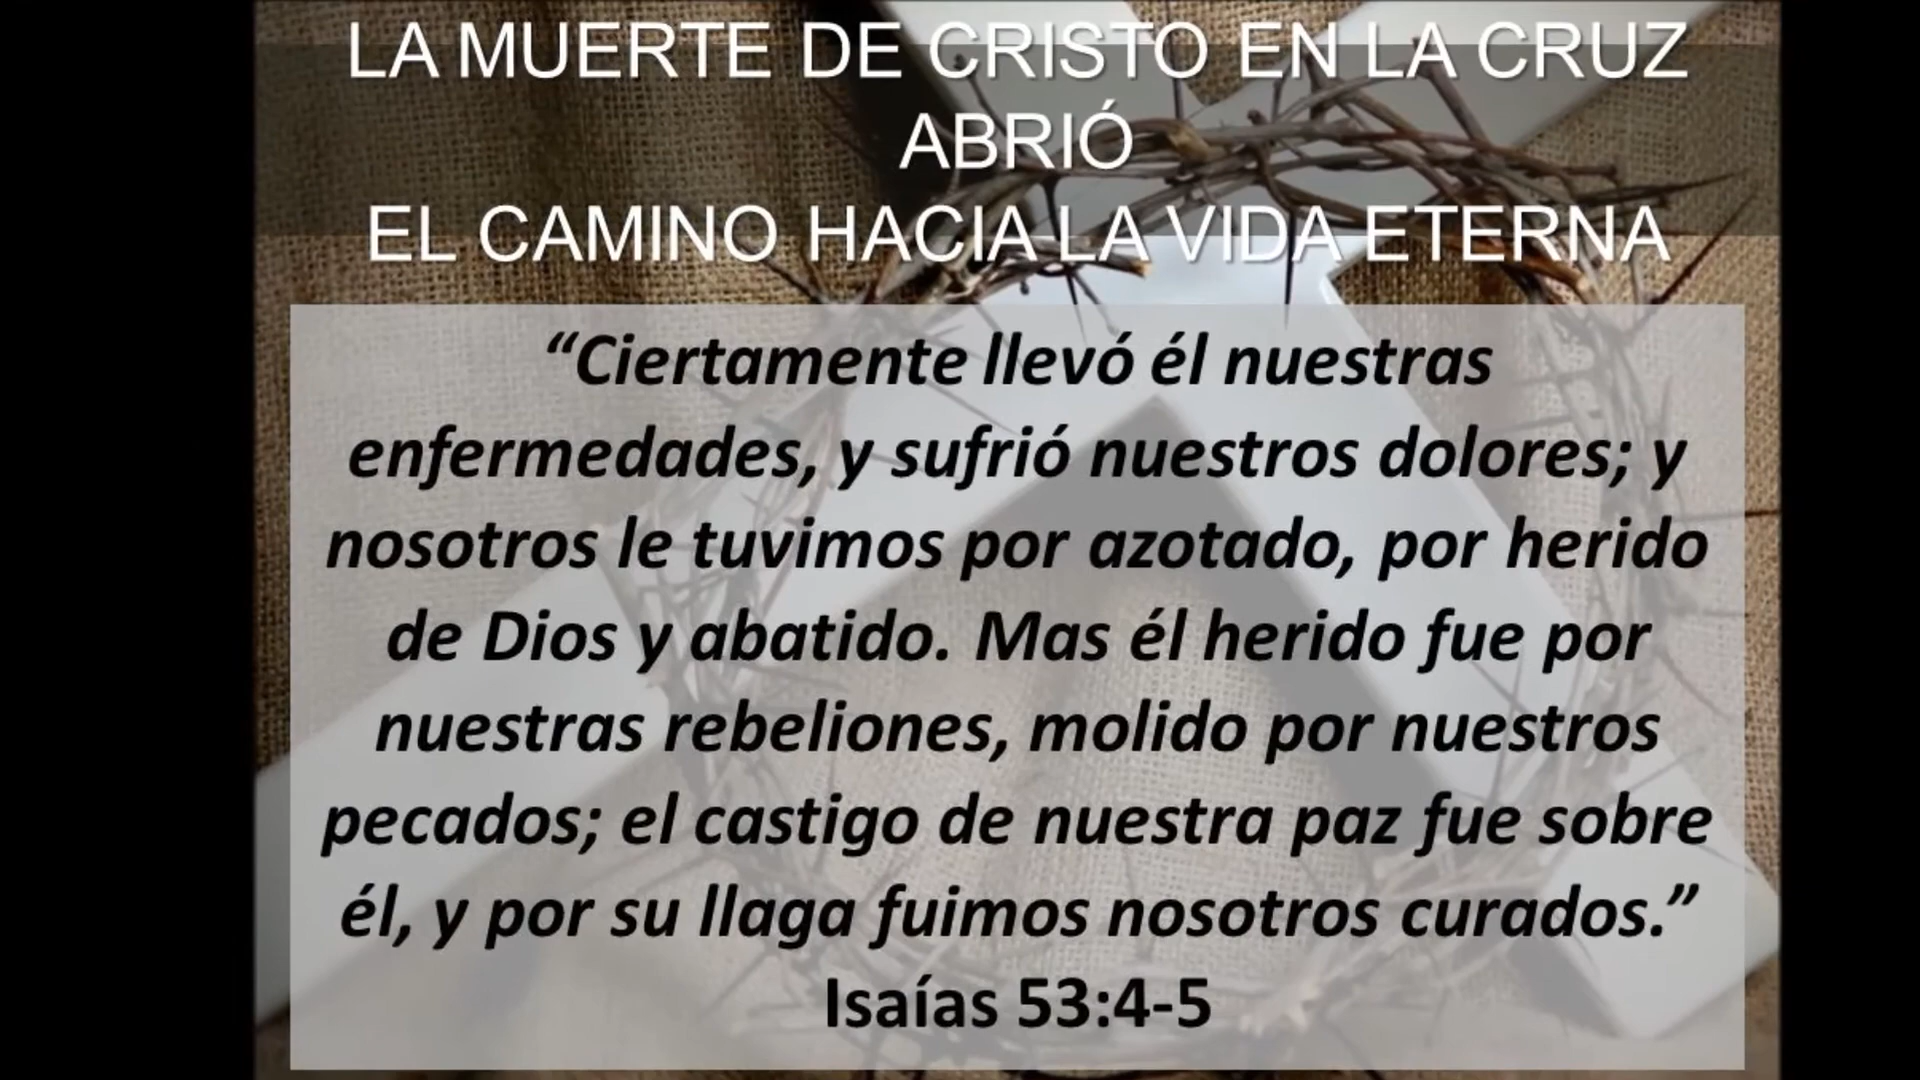 LA MUERTE DE CRISTO EN LA CRUZ
ABRIÓ
EL CAMINO HACIA LA VIDA ETERNA
“Ciertamente llevó él nuestras
enfermedades, y sufrió nuestros dolores; y
nosotros le tuvimos por azotado, por herido
de Dios y abatido. Mas él herido fue por
nuestras rebeliones, molido por nuestros
pecados; el castigo de nuestra paz fue sobre
él, y por su llaga fuimos nosotros curados.”
Isaías 53:4-5